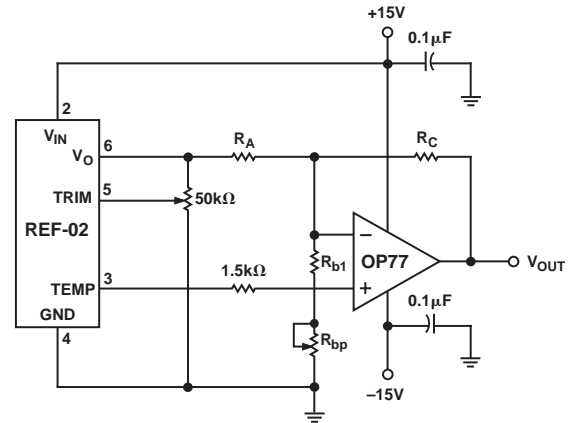 +15V
0.1µF
2
VIN
VO
6
RA
RC
TRIM
5
50kΩ
REF-02
Rb1
OP77
VOUT
1.5kΩ
TEMP
3
0.1µF
GND
4
Rbp
–15V
−
+